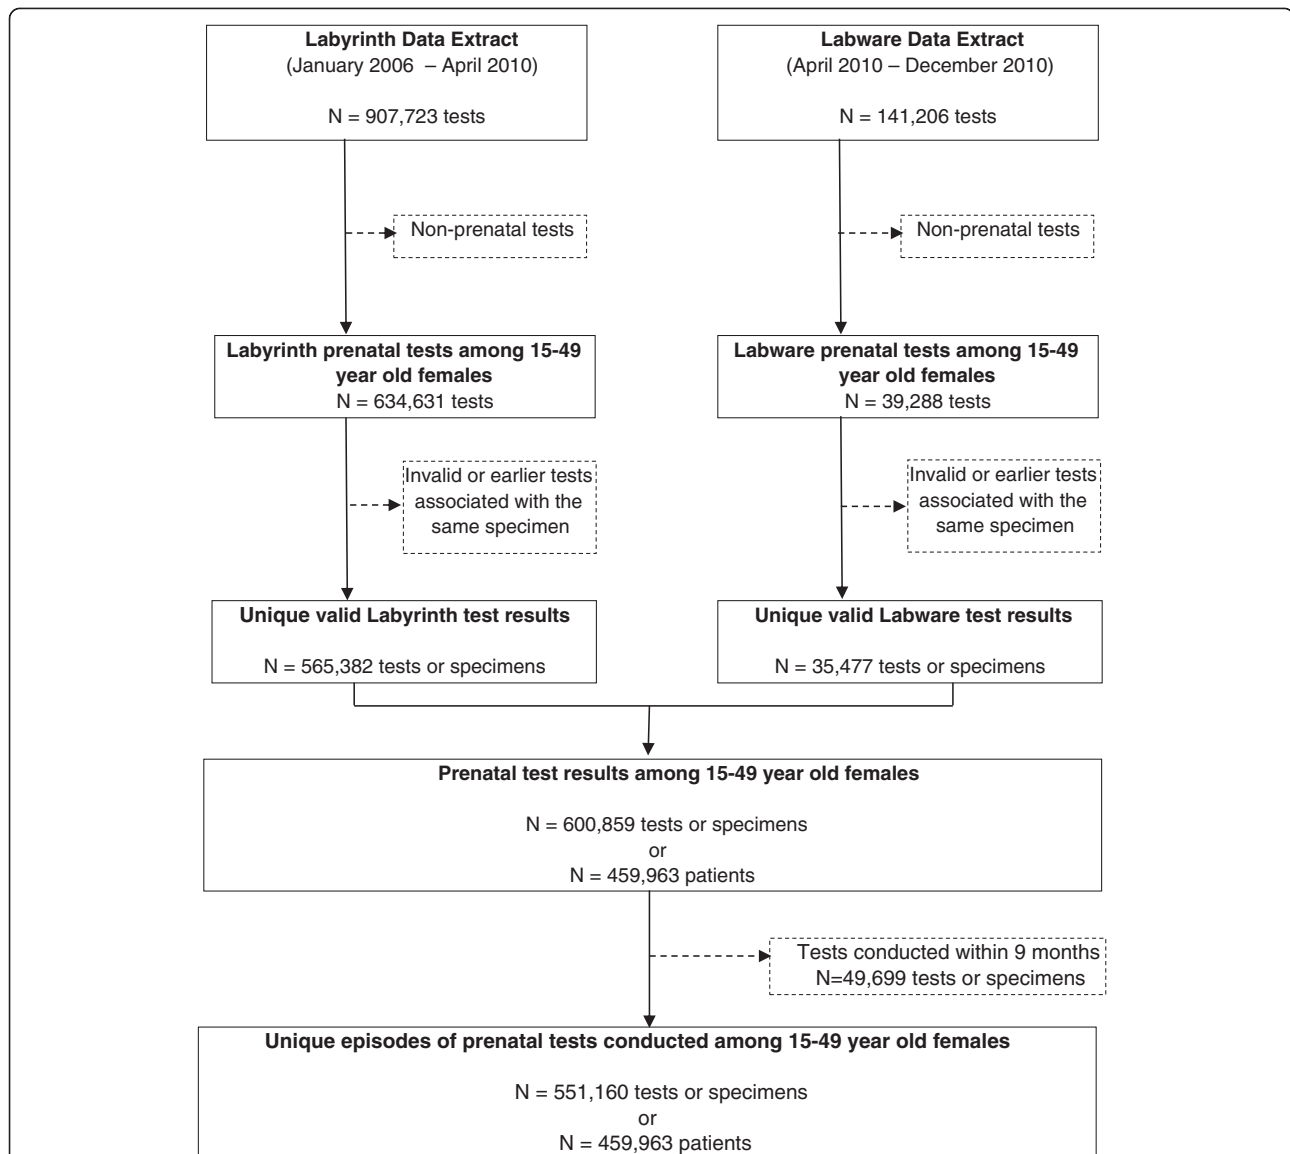 Labyrinth Data Extract
(January 2006 – April 2010)
N = 907,723 tests
Labware Data Extract
(April 2010 – December 2010)
N = 141,206 tests
Non-prenatal tests
Non-prenatal tests
Labyrinth prenatal tests among 15-49
year old females
N = 634,631 tests
Labware prenatal tests among 15-49
year old females
N = 39,288 tests
Invalid or earlier tests
associated with the
same specimen
Invalid or earlier tests
associated with the
same specimen
Unique valid Labyrinth test results
N = 565,382 tests or specimens
Unique valid Labware test results
N = 35,477 tests or specimens
Prenatal test results among 15-49 year old females
N = 600,859 tests or specimens
or
N = 459,963 patients
Tests conducted within 9 months
N=49,699 tests or specimens
Unique episodes of prenatal tests conducted among 15-49 year old females
N = 551,160 tests or specimens
or
N = 459,963 patients